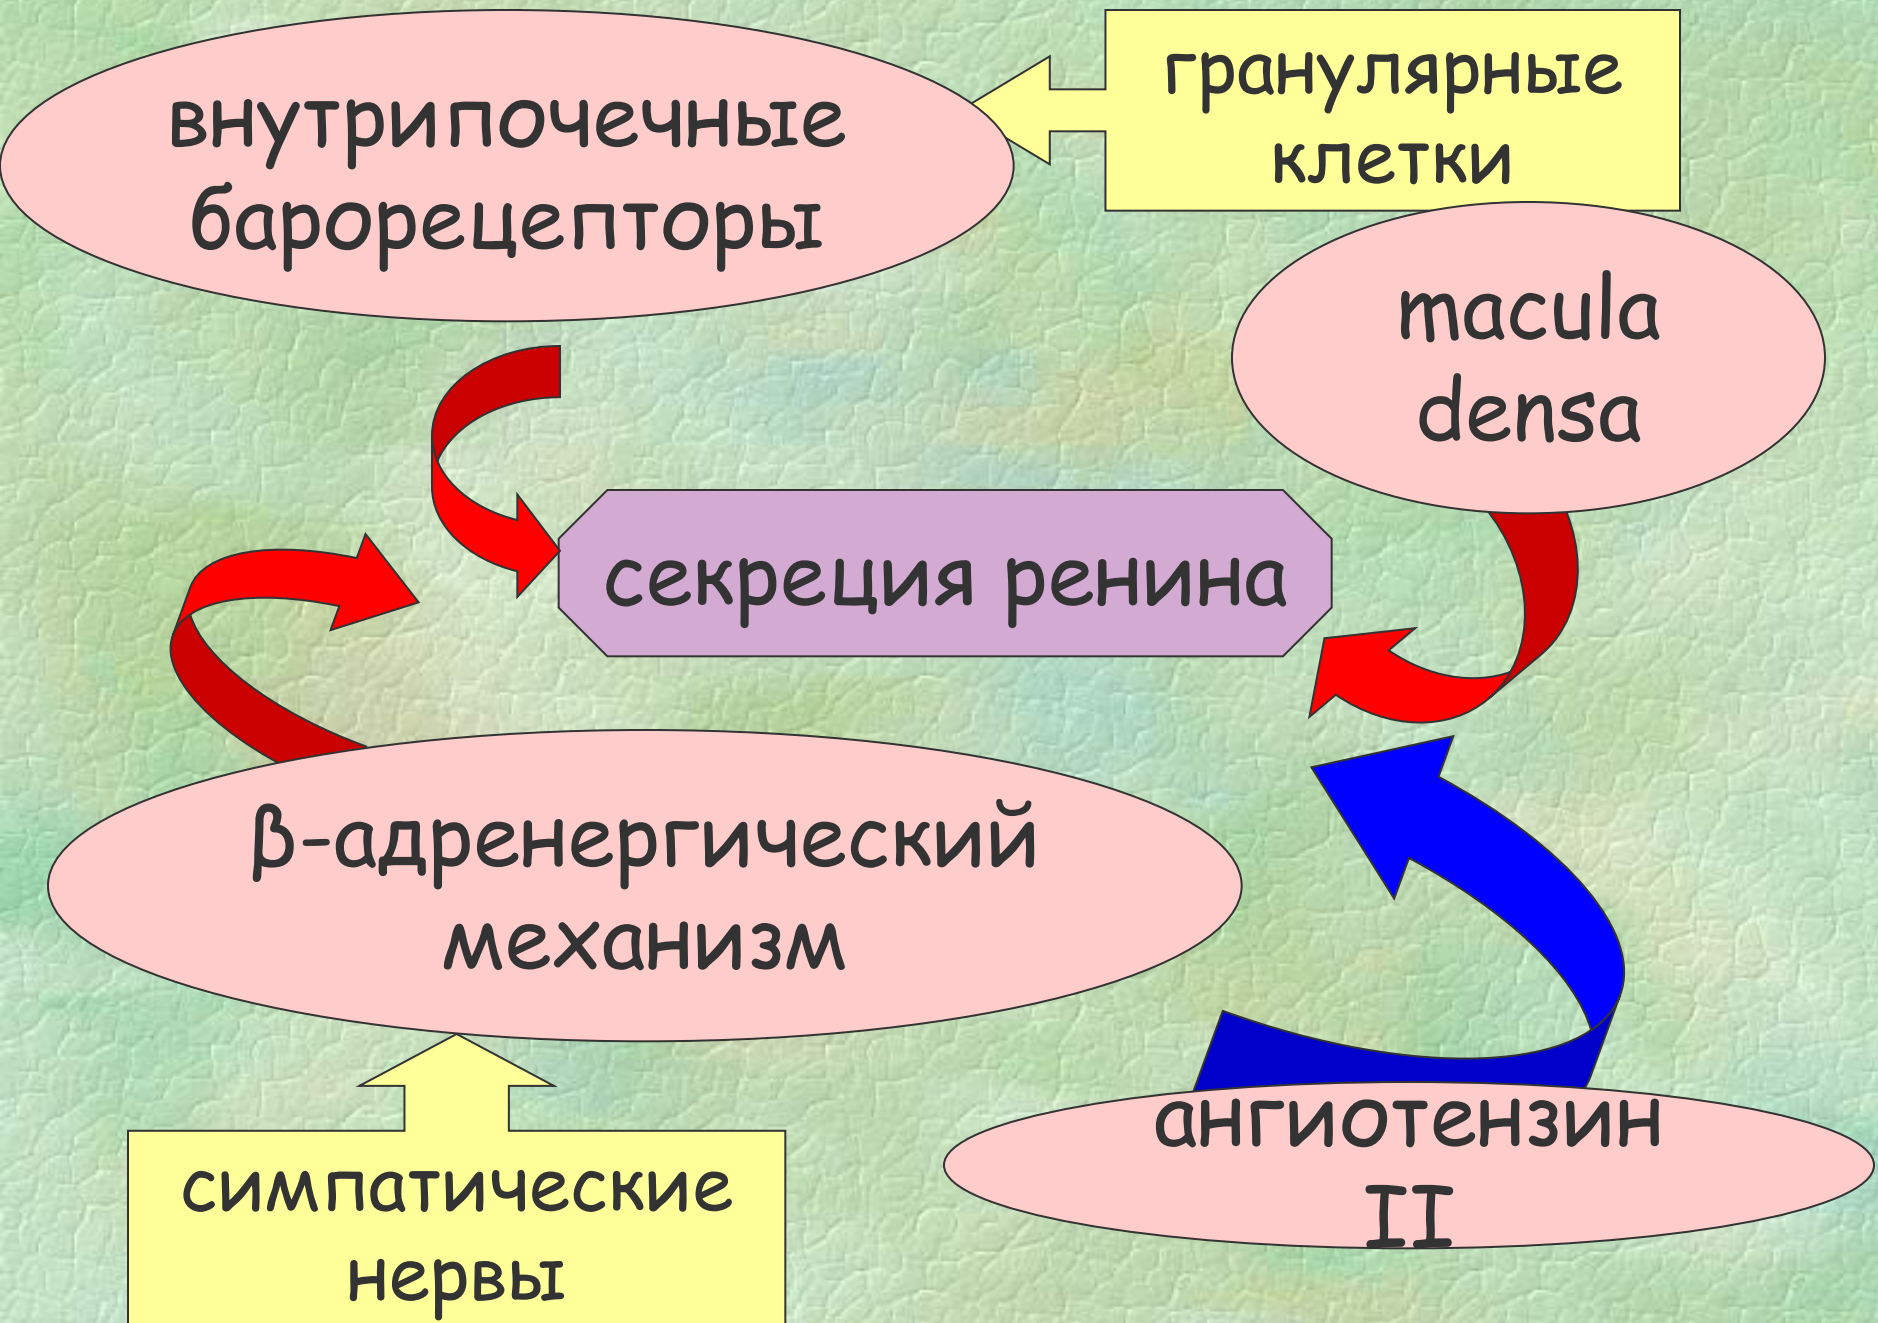 внутрипочечные
барорецепторы
гранулярные
клетки
macula
densa
секреция ренина
β-адренергический
механизм
симпатические
нервы
ангиотензин
II